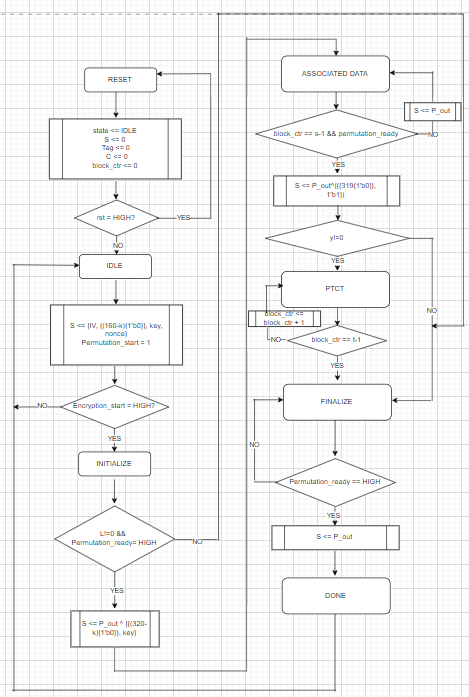 RESET
state <= IDLE
S <= 0
Tag <= 0
C <= 0
block_ctr <= 0
rst = HIGH?
YES
NO
IDLE
S <= {IV, {(160-k){1'b0}}, key,
nonce}
Permutation_start = 1
Encryption_start = HIGH?
NO
YES
INITIALIZE
L!=0 &&
Permutation_ready= HIGH
NO
YES
S <= P_out ^ {{(320-
k){1'b0}}, key}
ASSOCIATED DATA
S <= P_out
block_ctr == s-1 && permutation_ready
NO
YES
S <= P_out^({{319{1'b0}},
1'b1})
y!=0
YES
NO
PTCT
block_ctr <=
block_ctr + 1
block_ctr == t-1
NO
YES
FINALIZE
NO
Permutation_ready == HIGH
YES
S <= P_out
DONE